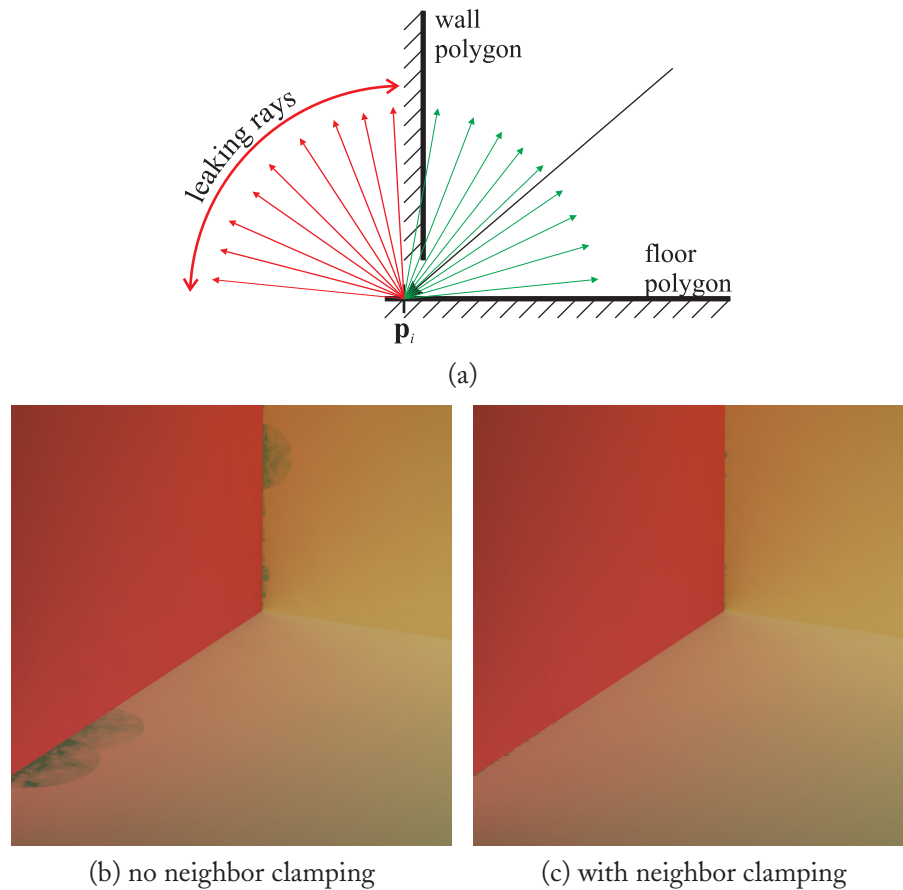 wall
polygon
leaking rays
floor
polygon
p_i
(a)
(b) no neighbor clamping
(c) with neighbor clamping